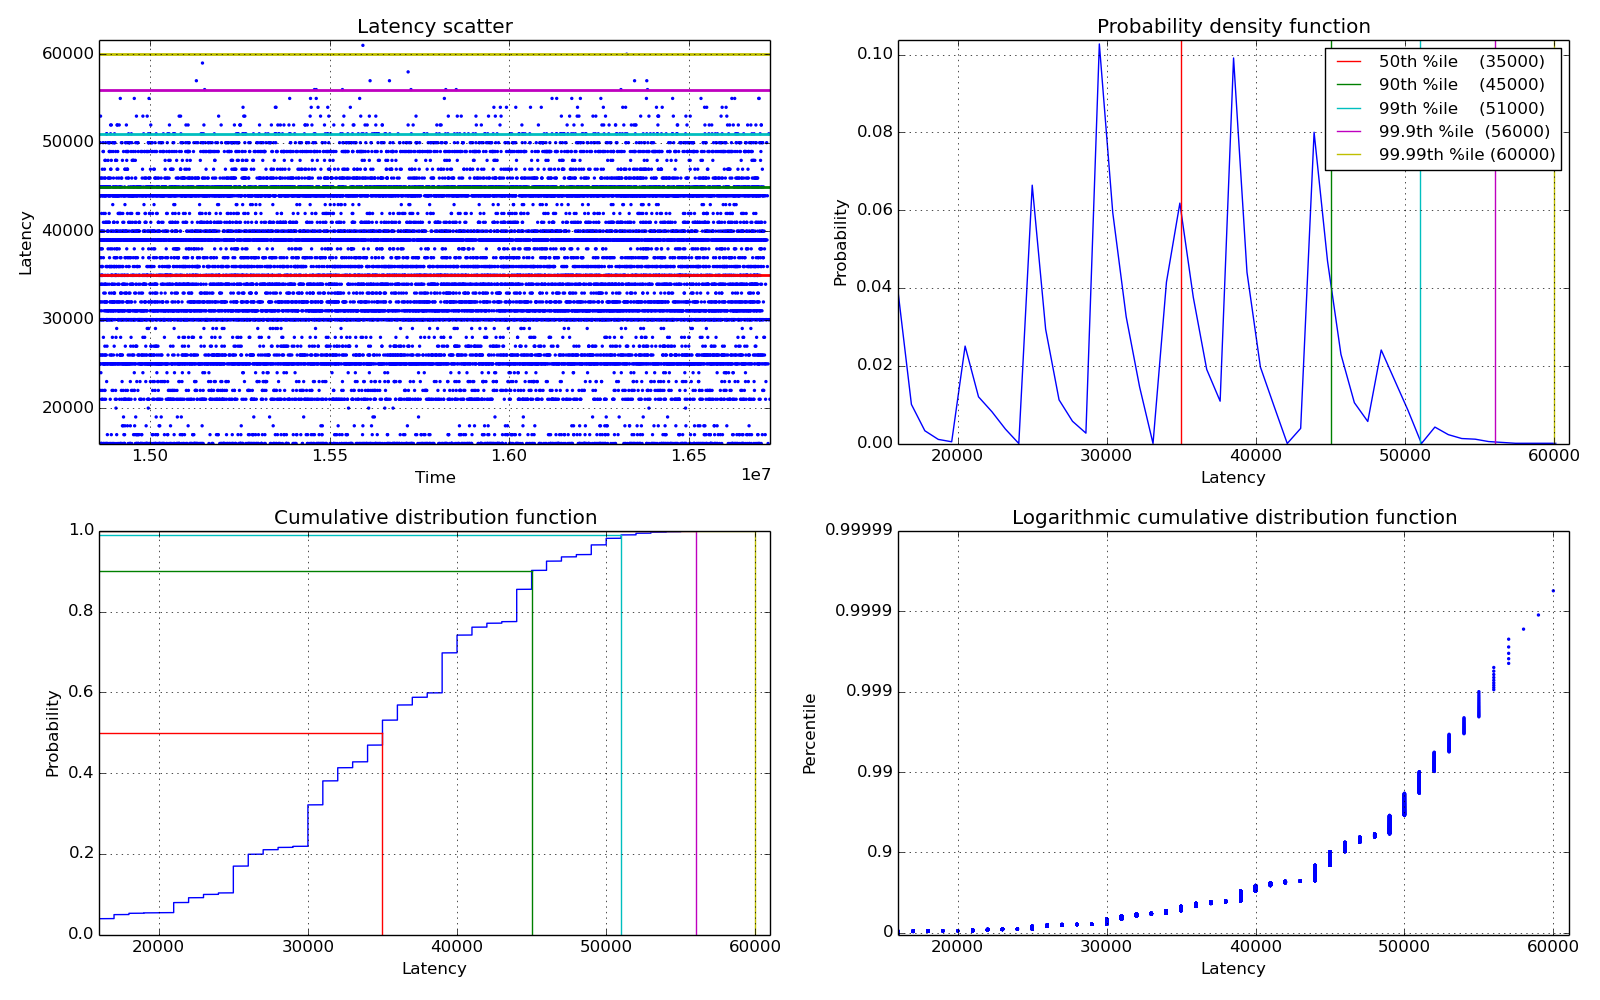 Latency scatter
60000
50000
40000
30000
20000
Latency
1.50
1.55
1.60
1.65
1e7
Time
Probability density function
0.10
0.08
0.06
0.04
0.02
0.00
Probability
50th %ile (35000)
90th %ile (45000)
99th %ile (51000)
99.9th %ile (56000)
99.99th %ile (60000)
20000
30000
40000
50000
60000
Latency
Cumulative distribution function
1.0
0.8
0.6
0.4
0.2
0.0
Probability
20000
30000
40000
50000
60000
Latency
Logarithmic cumulative distribution function
0.99999
0.9999
0.999
0.99
0.9
0
Percentile
20000
30000
40000
50000
60000
Latency